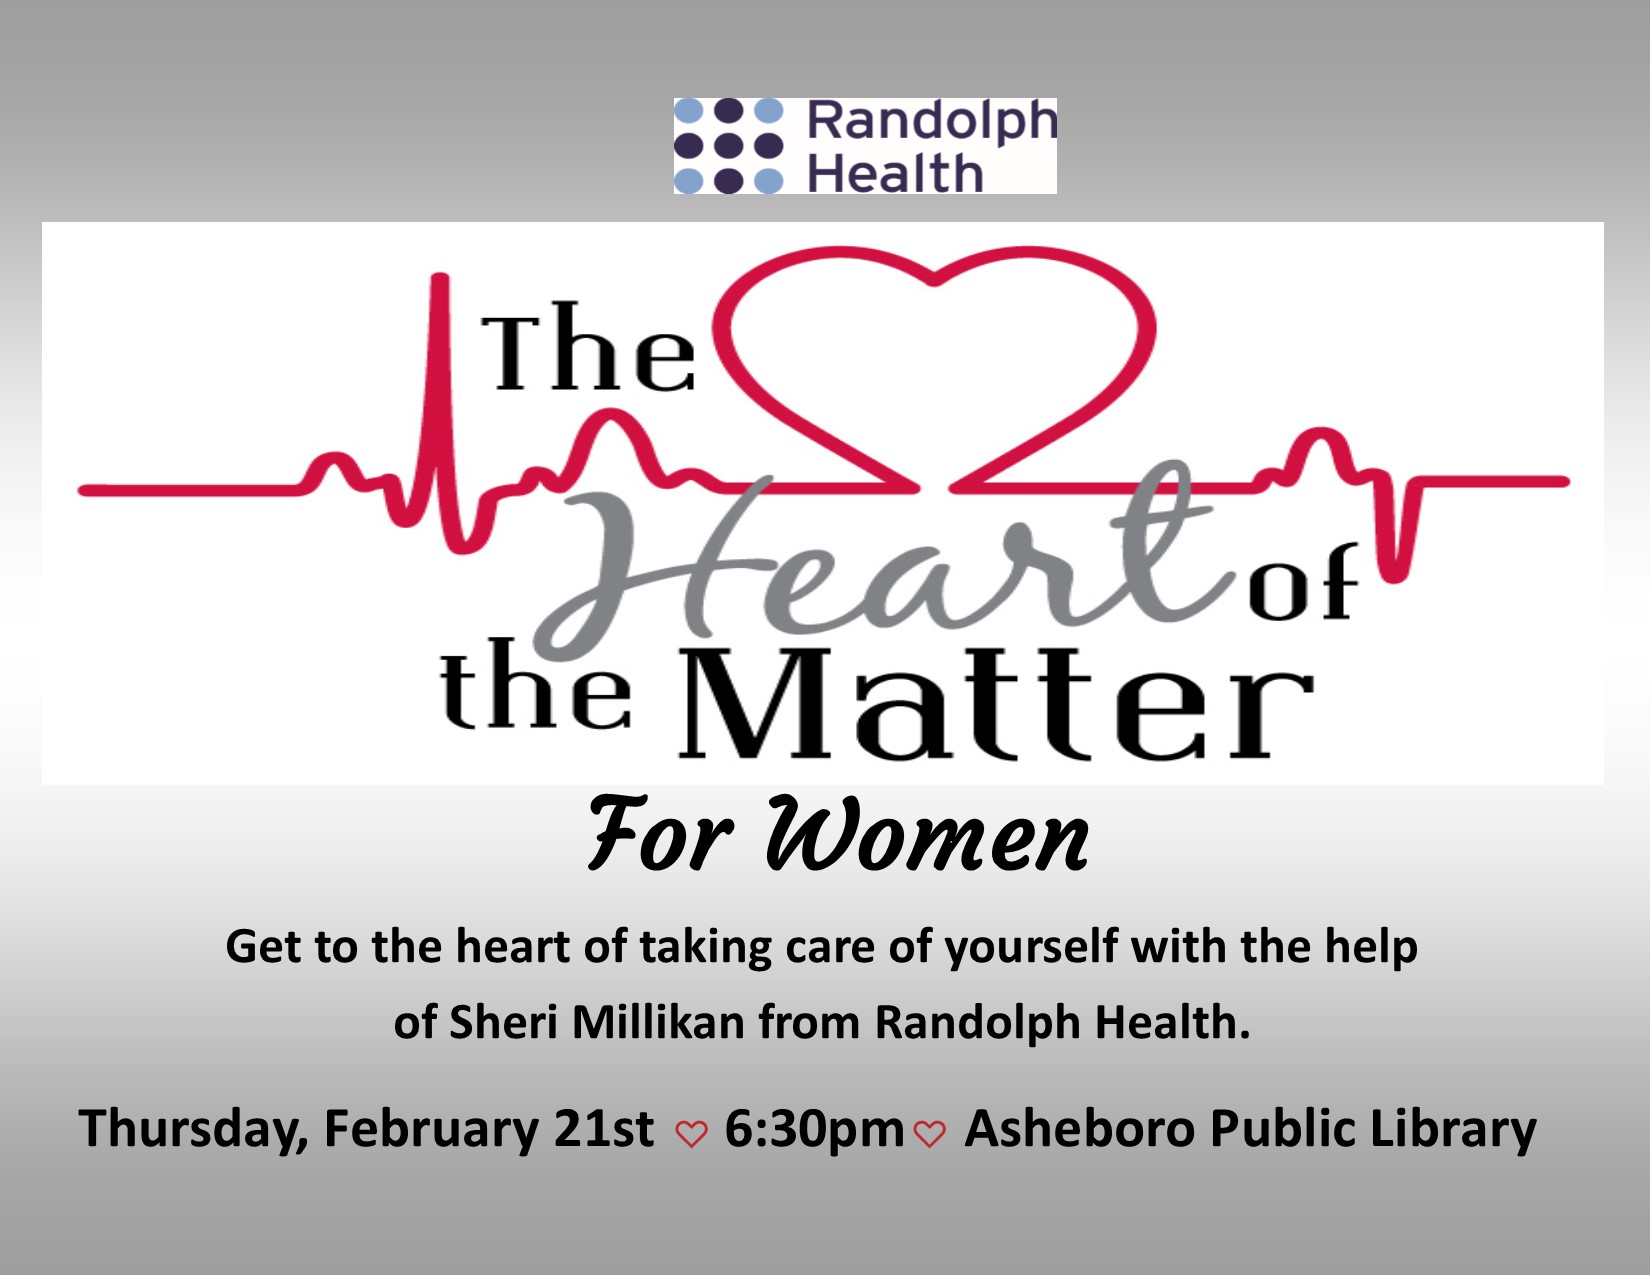 Randolph
Health
The
Heart of
the Matter
For Women
Get to the heart of taking care of yourself with the help
of Sheri Millikan from Randolph Health.
Thursday, February 21st ♡ 6:30pm ♡ Asheboro Public Library